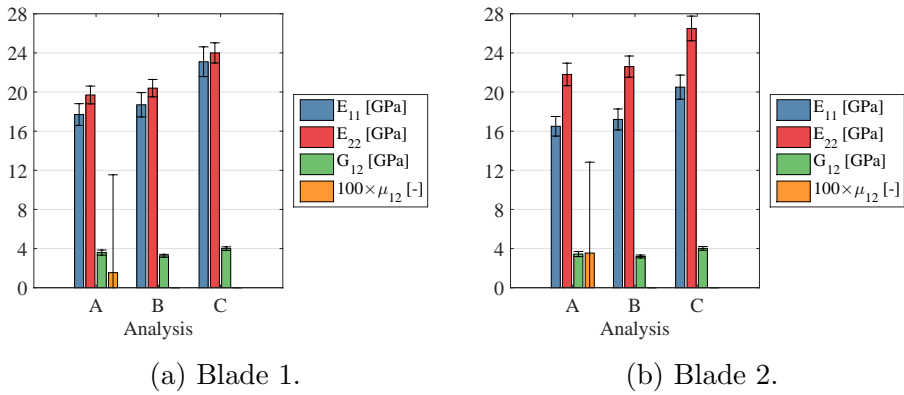 28
24
20
16
12
8
4
0
A B C
Analysis
E11 [GPa]
E22 [GPa]
G12 [GPa]
100×μ12 [-]
(a) Blade 1.
28
24
20
16
12
8
4
0
A B C
Analysis
E11 [GPa]
E22 [GPa]
G12 [GPa]
100×μ12 [-]
(b) Blade 2.